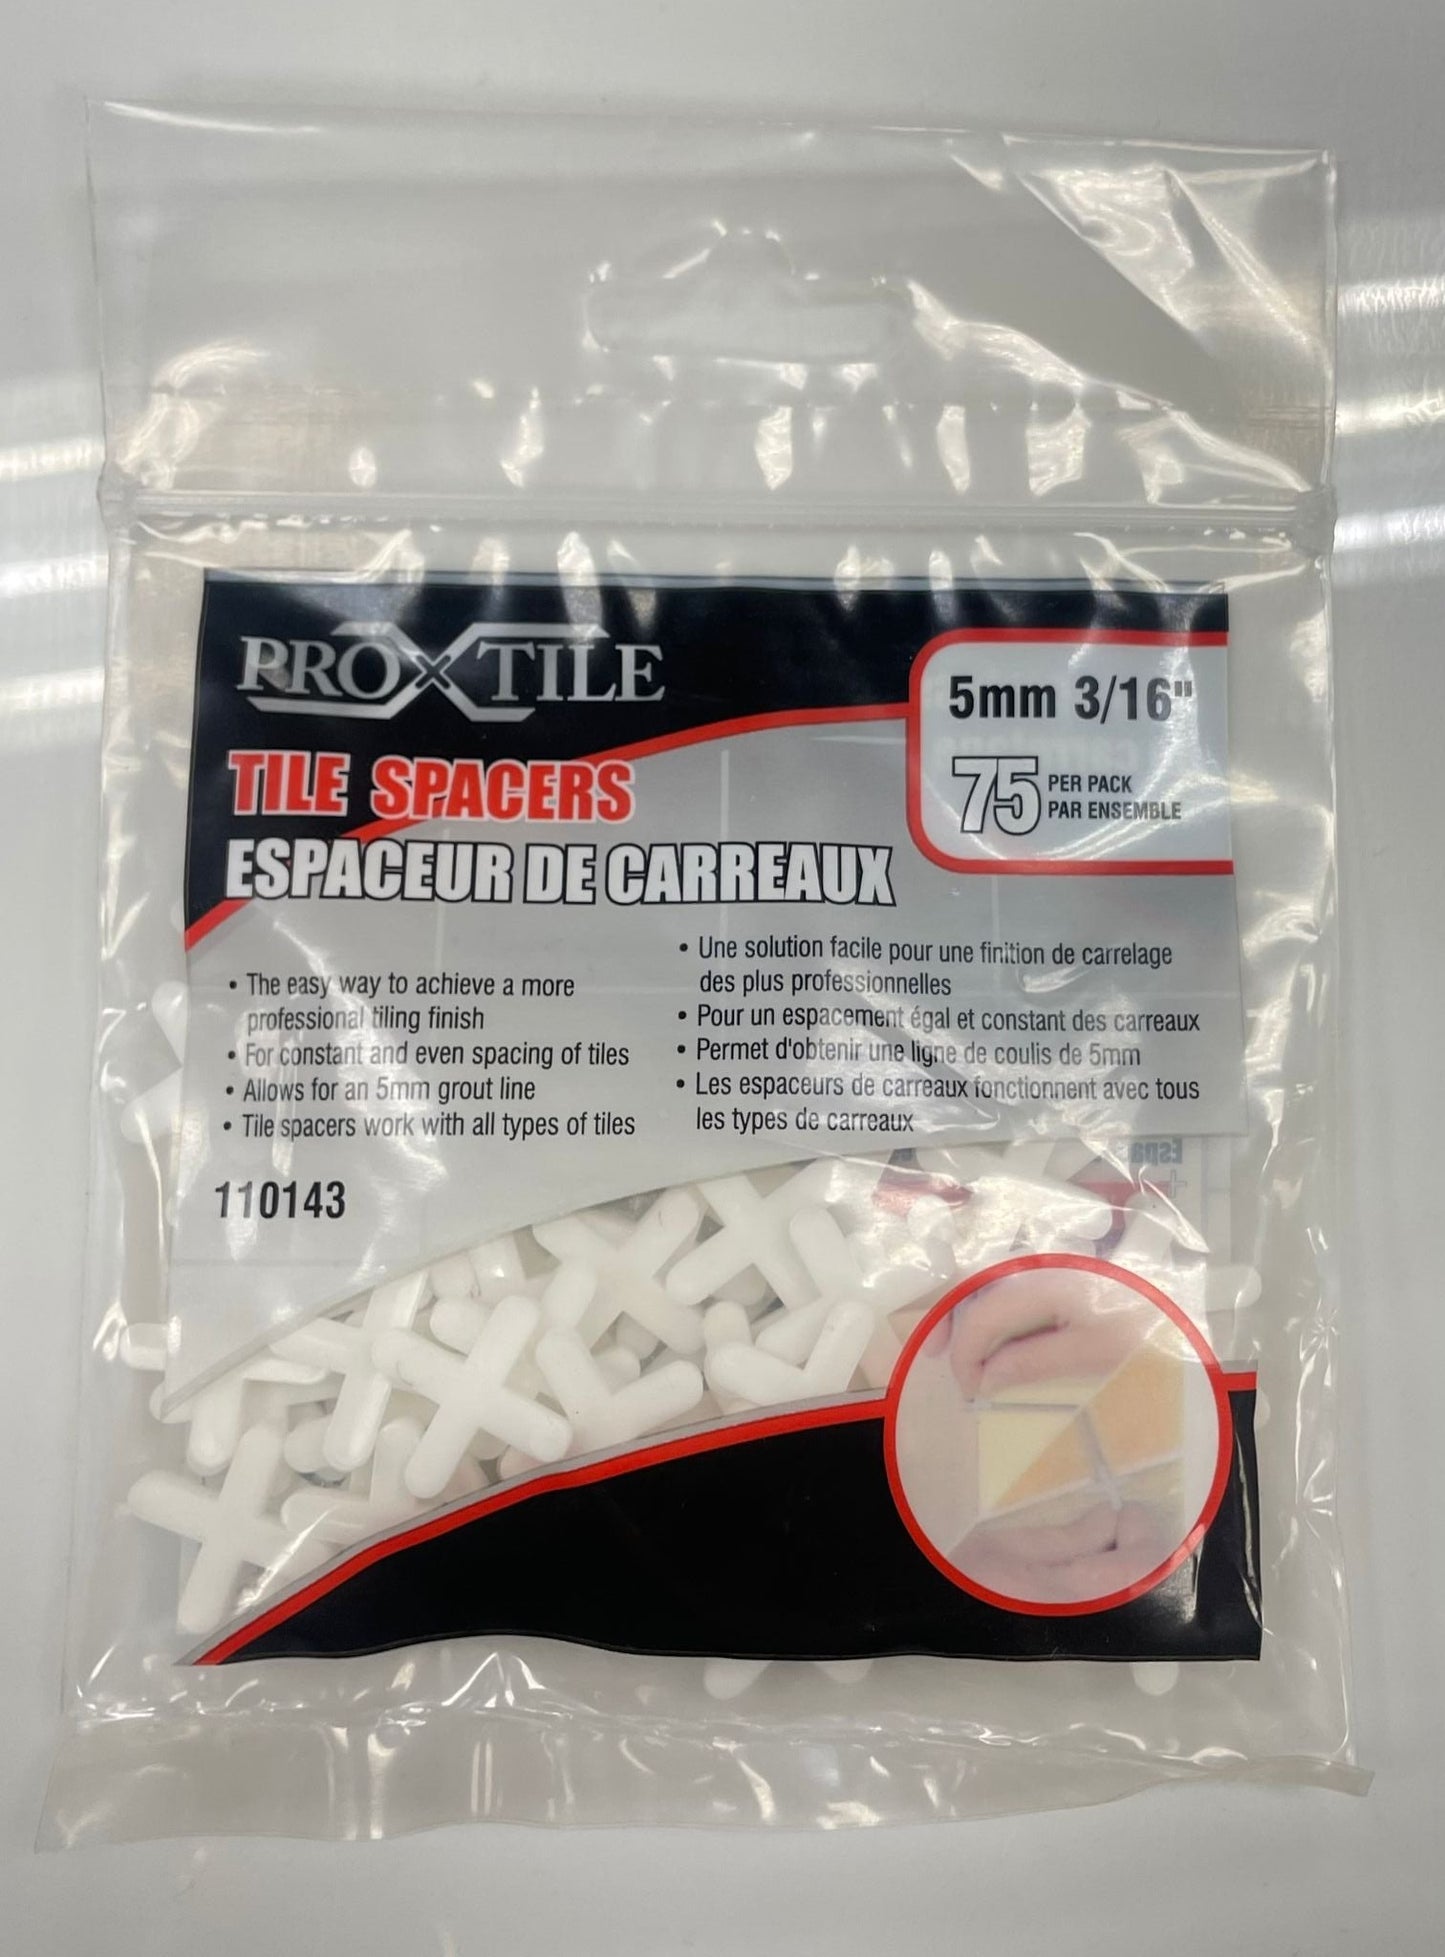 PROXTILE
5mm 3/16"
75 PER PACK
PAR ENSEMBLE
TILE SPACERS
ESPACEUR DE CARREAUX
• The easy way to achieve a more
professional tiling finish
• For constant and even spacing of tiles
• Allows for an 5mm grout line
• Tile spacers work with all types of tiles
• Une solution facile pour une finition de carrelage
des plus professionnelles
• Pour un espacement égal et constant des carreaux
• Permet d'obtenir une ligne de coulis de 5mm
• Les espaceurs de carreaux fonctionnent avec tous
les types de carreaux
110143